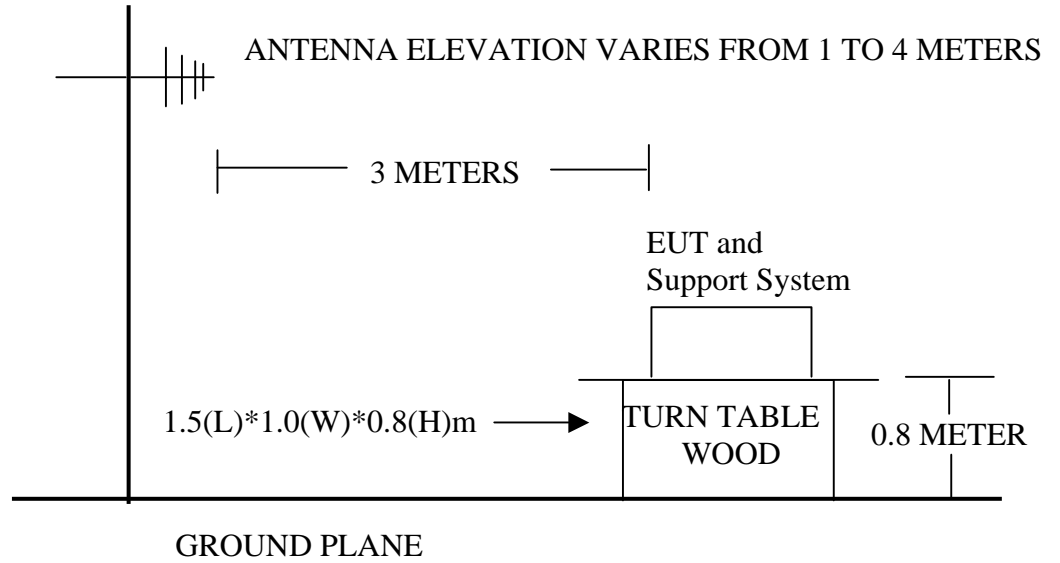 ANTENNA ELEVATION VARIES FROM 1 TO 4 METERS
3 METERS
EUT and
Support System
1.5(L)*1.0(W)*0.8(H)m
TURN TABLE
WOOD
0.8 METER
GROUND PLANE